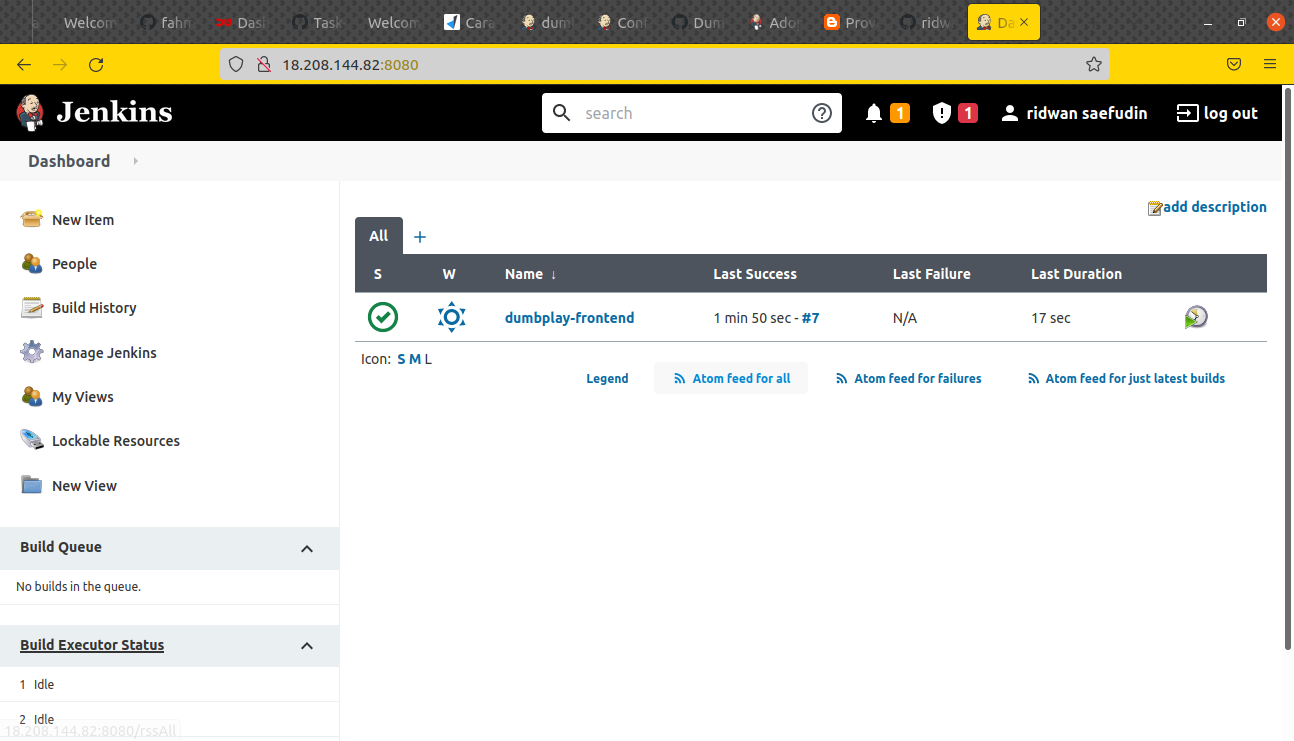 Welcom fahr Dasi Task Welcom Cara dum Conf Dum Ador Prov ridw Da
18.208.144.82:8080
Jenkins
search
1
1
ridwan saefudin
log out
Dashboard
add description
New Item
People
Build History
Manage Jenkins
My Views
Lockable Resources
New View
Build Queue
No builds in the queue.
Build Executor Status
1 Idle
2 Idle
All +
S W Name ↓ Last Success Last Failure Last Duration
dumbplay-frontend 1 min 50 sec - #7 N/A 17 sec
Icon: S M L
Legend Atom feed for all Atom feed for failures Atom feed for just latest builds
18.208.144.82:8080/rssAll